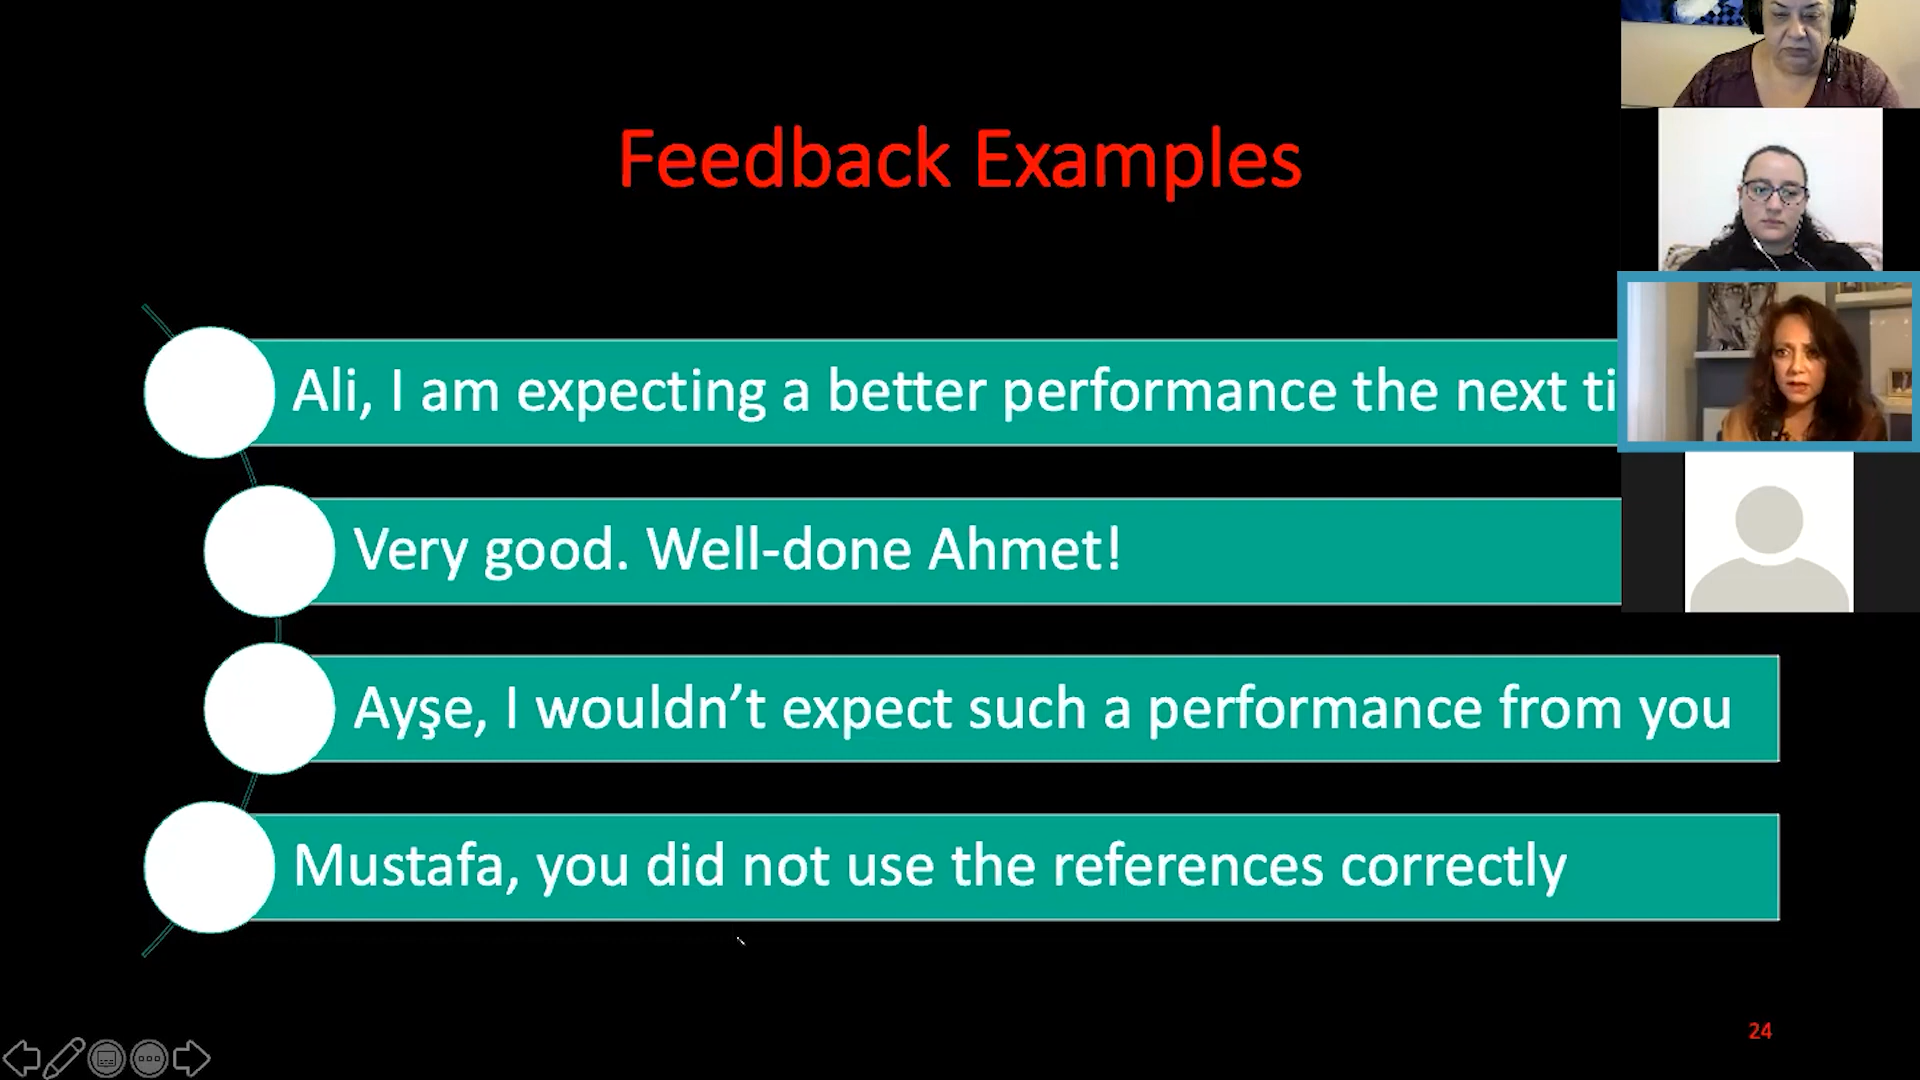 Feedback Examples
Ali, I am expecting a better performance the next
Very good. Well-done Ahmet!
Ayşe, I wouldn’t expect such a performance from you
Mustafa, you did not use the references correctly
24